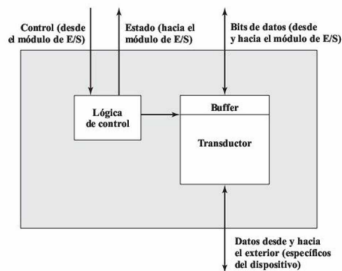 Control (desde
el módulo de E/S)
Estado (hacia el
módulo de E/S)
Bits de datos (desde
y hacia el módulo de E/S)
Lógica
de control
Buffer
Transductor
Datos desde y hacia
el exterior (específicos
del dispositivo)